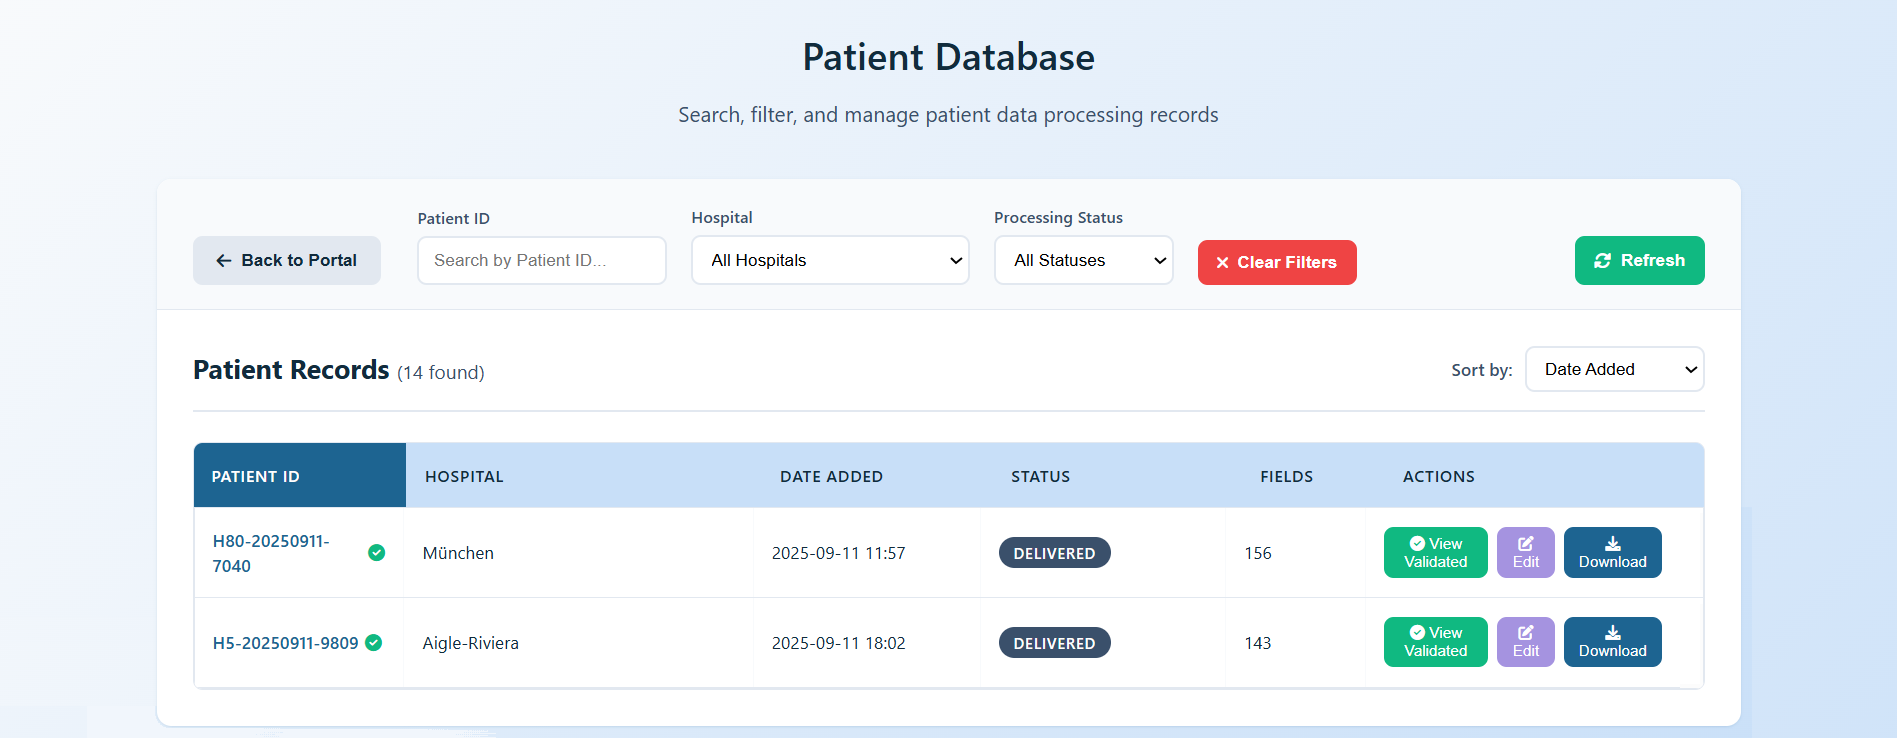 Patient Database
Search, filter, and manage patient data processing records
Patient ID
Hospital
Processing Status
Back to Portal
Search by Patient ID...
All Hospitals
All Statuses
Clear Filters
Refresh
Patient Records (14 found)
Sort by:
Date Added
PATIENT ID
HOSPITAL
DATE ADDED
STATUS
FIELDS
ACTIONS
H80-20250911-
7040
München
2025-09-11 11:57
DELIVERED
156
View
Validated
Edit
Download
H5-20250911-9809
Aigle-Riviera
2025-09-11 18:02
DELIVERED
143
View
Validated
Edit
Download